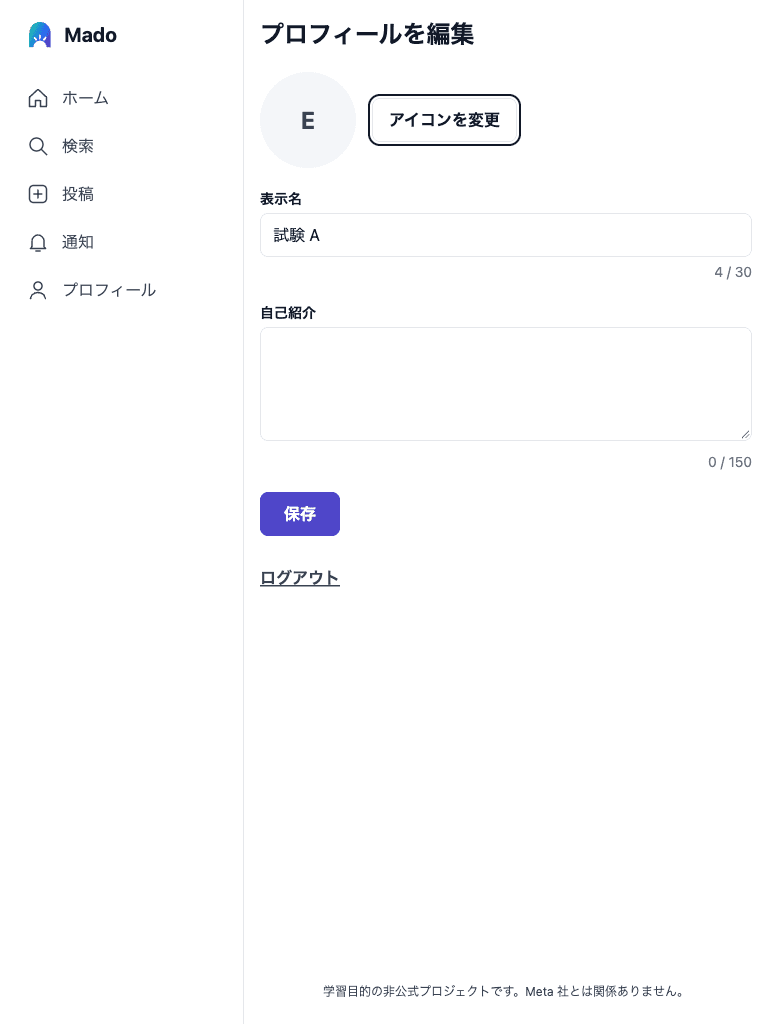 Mado
ホーム
検索
投稿
通知
プロフィール
プロフィールを編集
E
アイコンを変更
表示名
試験 A
4 / 30
自己紹介
0 / 150
保存
ログアウト
学習目的の非公式プロジェクトです。Meta 社とは関係ありません。